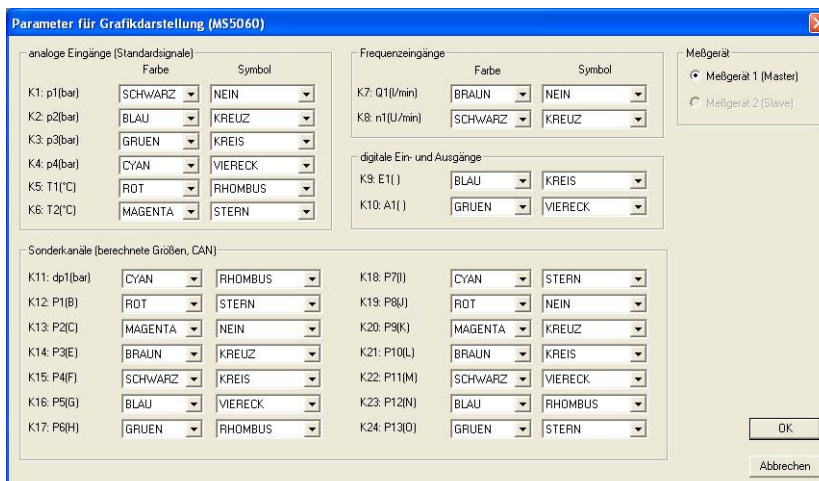 Parameter für Grafikdarstellung (MS5060)
analoge Eingänge (Standardsignale)
Farbe Symbol
K1: p1(bar) SCHWARZ NEIN
K2: p2(bar) BLAU KREUZ
K3: p3(bar) GRUEN KREIS
K4: p4(bar) CYAN VIERECK
K5: T1(°C) ROT RHOMBUS
K6: T2(°C) MAGENTA STERN
Frequenzeingänge
Farbe Symbol
K7: Q1(l/min) BRAUN NEIN
K8: n1(U/min) SCHWARZ KREUZ
digitale Ein- und Ausgänge
K9: E1( ) BLAU KREIS
K10: A1( ) GRUEN VIERECK
Meßgerät
Meßgerät 1 (Master)
Meßgerät 2 (Slave)
Sonderkanäle (berechnete Größen, CAN)
K11: dp1(bar) CYAN RHOMBUS
K12: P1(B) ROT STERN
K13: P2(C) MAGENTA NEIN
K14: P3(E) BRAUN KREUZ
K15: P4(F) SCHWARZ KREIS
K16: P5(G) BLAU VIERECK
K17: P6(H) GRUEN RHOMBUS
K18: P7(I) CYAN STERN
K19: P8(J) ROT NEIN
K20: P9(K) MAGENTA KREUZ
K21: P10(L) BRAUN KREIS
K22: P11(M) SCHWARZ VIERECK
K23: P12(N) BLAU RHOMBUS
K24: P13(O) GRUEN STERN
OK
Abbrechen